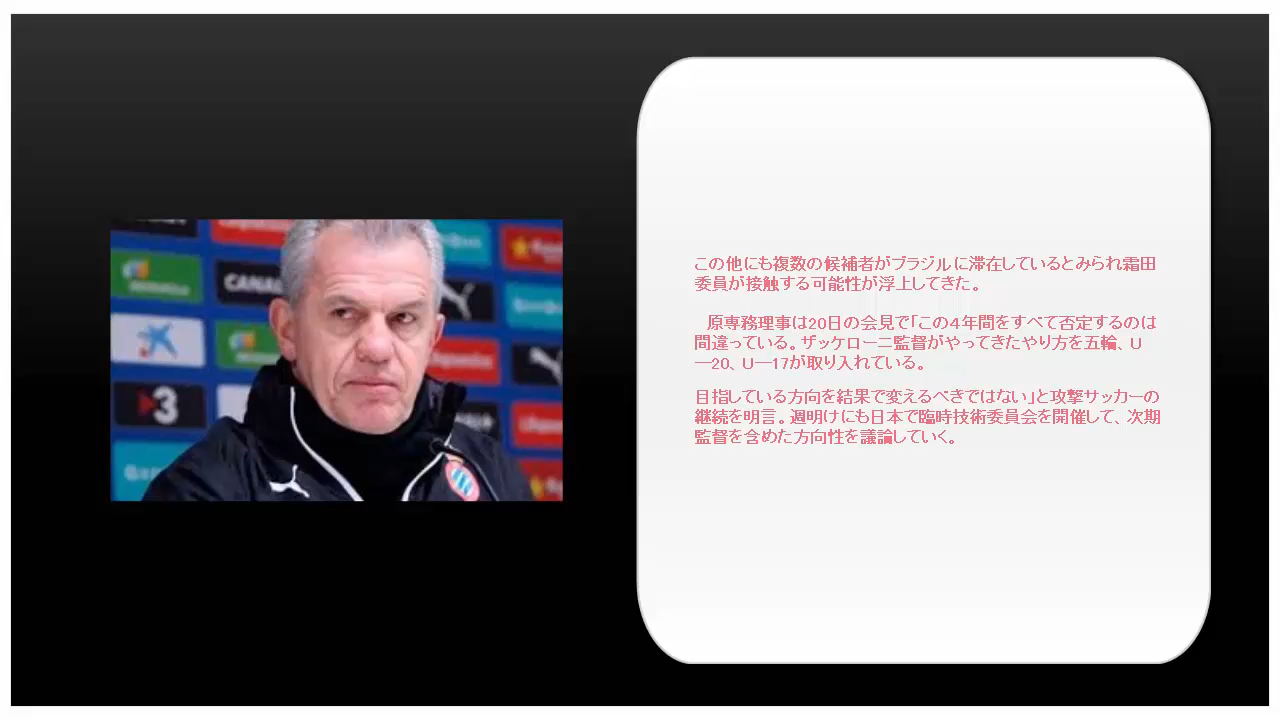 CANAL
3
この他にも複数の候補者がブラジルに滞在しているとみられ霜田
委員が接触する可能性が浮上してきた。
原専務理事は20日の会見で「この４年間をすべて否定するのは
間違っている。ザッケローニ監督がやってきたやり方を五輪、Ｕ
―20、Ｕ―17が取り入れている。
目指している方向を結果で変えるべきではない」と攻撃サッカーの
継続を明言。週明けにも日本で臨時技術委員会を開催して、次期
監督を含めた方向性を議論していく。